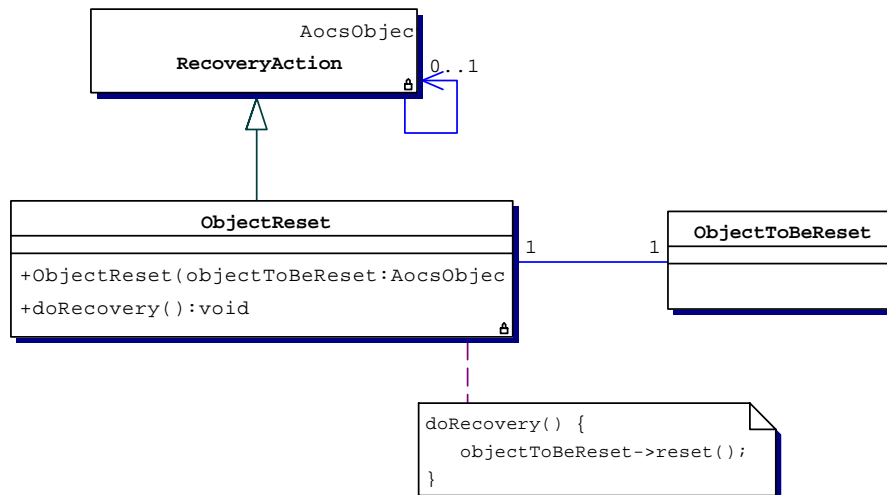 AocsObjec
RecoveryAction
0..1
ObjectReset
+ObjectReset(objectToBeReset:AocsObjec
+doRecovery():void
1
1
ObjectToBeReset
doRecovery() {
objectToBeReset->reset();
}